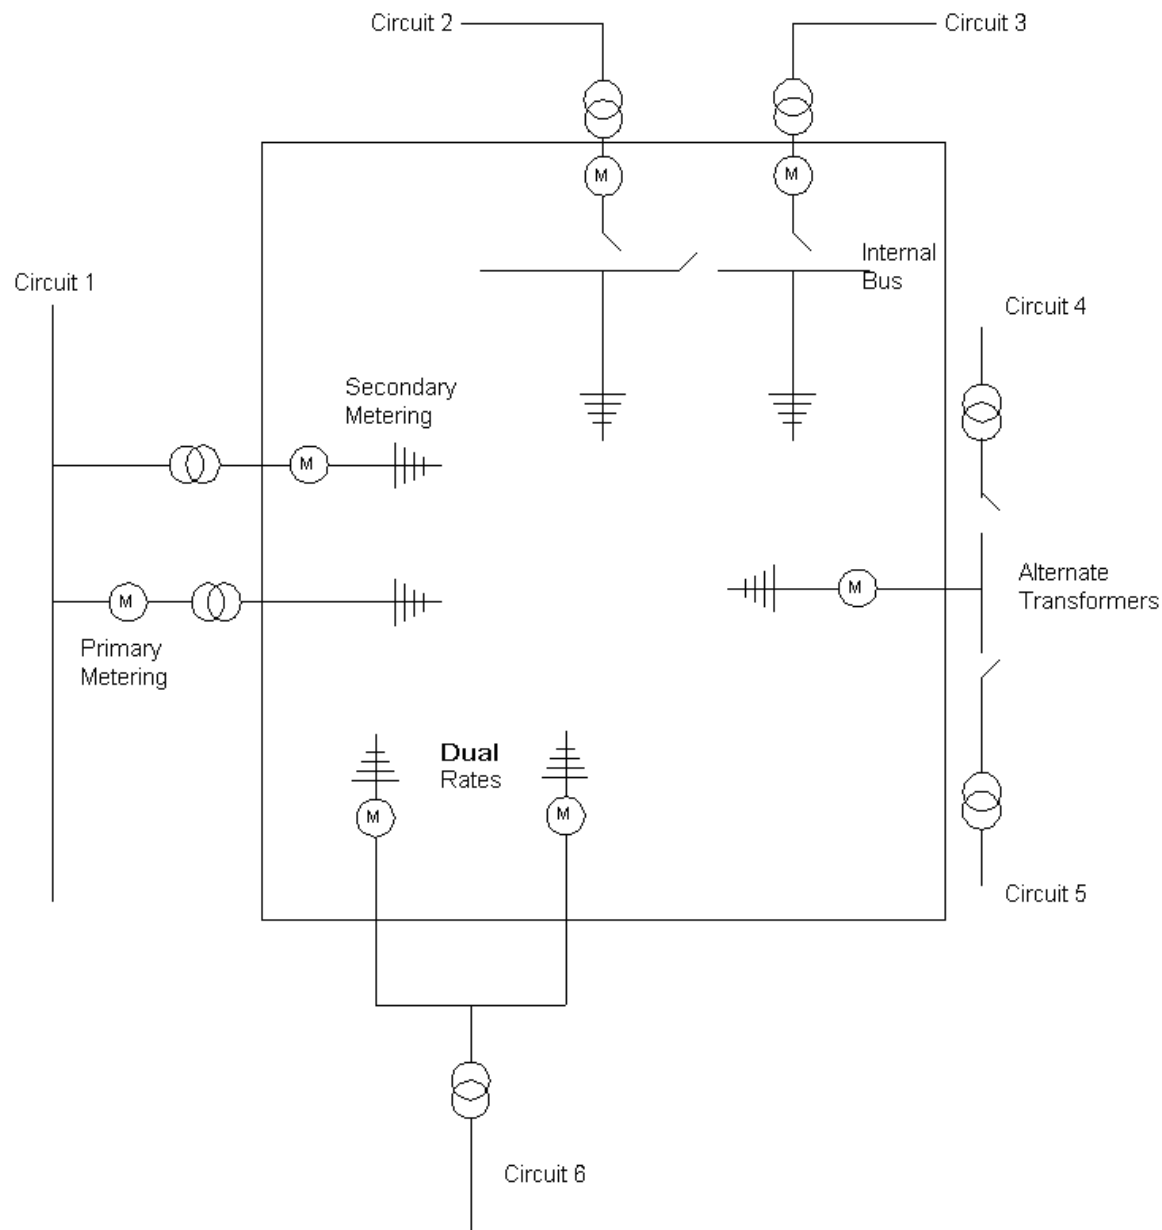 Circuit 2
Circuit 3
M
M
Internal
Bus
Circuit 1
Circuit 4
Secondary
Metering
M
M
Primary
Metering
M
Alternate
Transformers
Dual
Rates
M
M
Circuit 5
Circuit 6